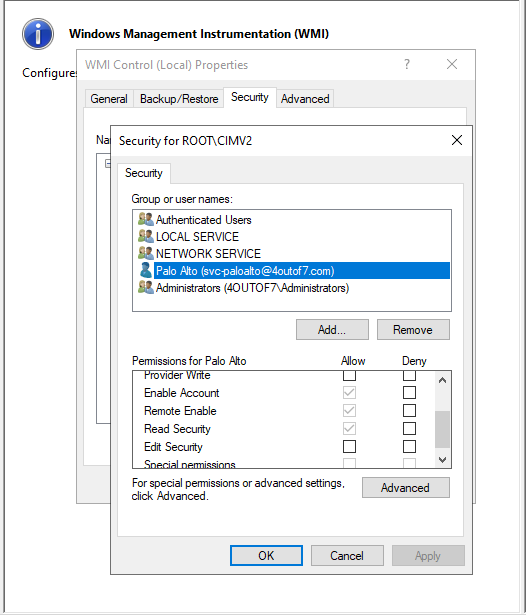 Windows Management Instrumentation (WMI)
Configures
WMI Control (Local) Properties
General Backup/Restore Security Advanced
Security for ROOT\CIMV2
Security
Group or user names:
Authenticated Users
LOCAL SERVICE
NETWORK SERVICE
Palo Alto (svc-paloalto@4outof7.com)
Administrators (4OUTOF7\Administrators)
Add... Remove
Permissions for Palo Alto Allow Deny
Provider Write
Enable Account
Remote Enable
Read Security
Edit Security
Special permissions
For special permissions or advanced settings,
click Advanced.
Advanced
OK Cancel Apply